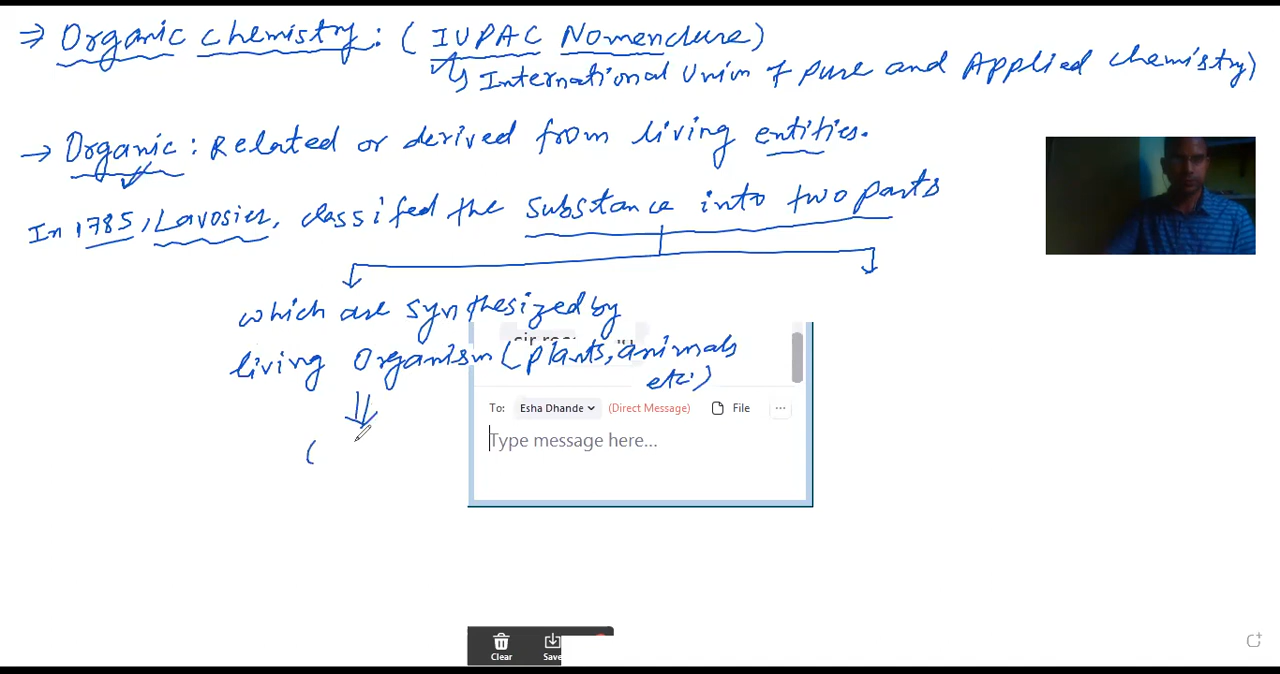 ⇒ Organic Chemistry: (IUPAC Nomenclure)
↳ International Union of pure and Applied Chemistry)
→ Organic: Related or derived from living entities.
In 1785, Lavosier, classifed the substance into two parts
which are synthesized by
living Organism (plants, animals
etc.)
(
To: Esha Dhande (Direct Message) File ...
Type message here...
Clear Save